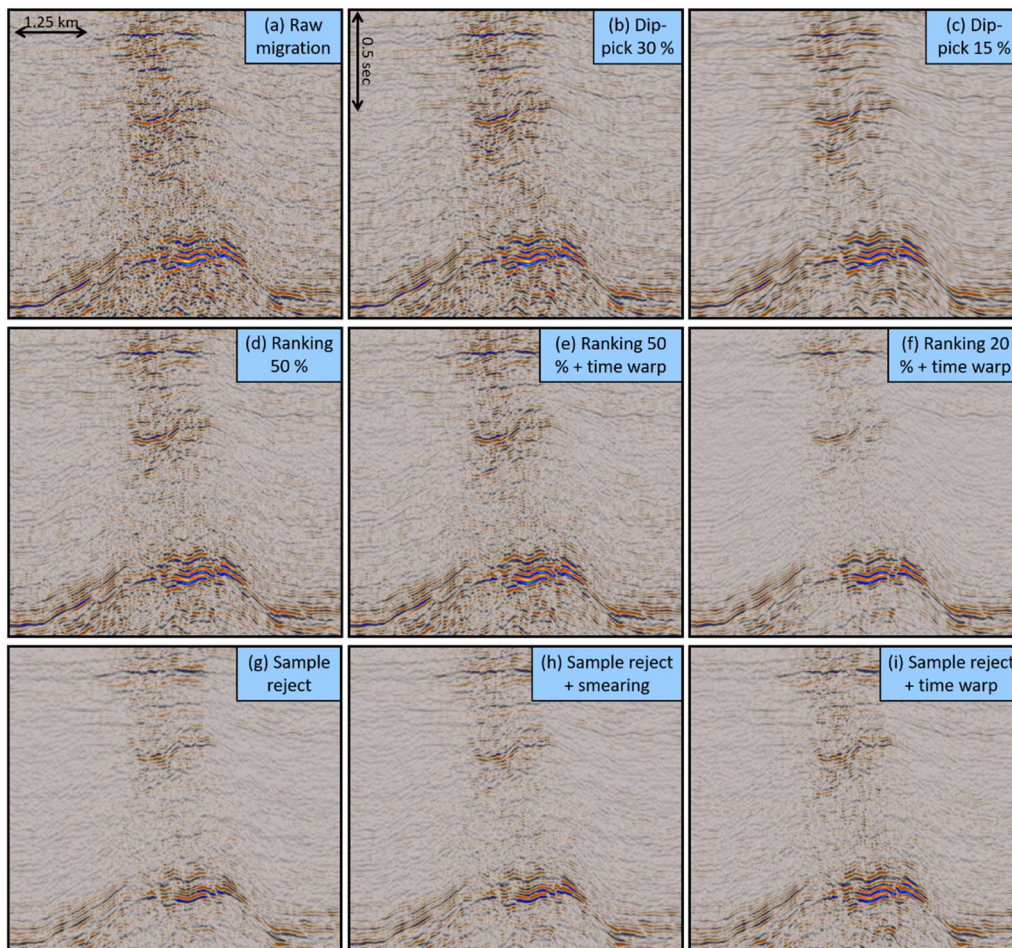 1.25 km
(a) Raw
migration
0.5 sec
(b) Dip-
pick 30 %
(c) Dip-
pick 15 %
(d) Ranking
50 %
(e) Ranking 50
% + time warp
(f) Ranking 20
% + time warp
(g) Sample
reject
(h) Sample reject
+ smearing
(i) Sample reject
+ time warp